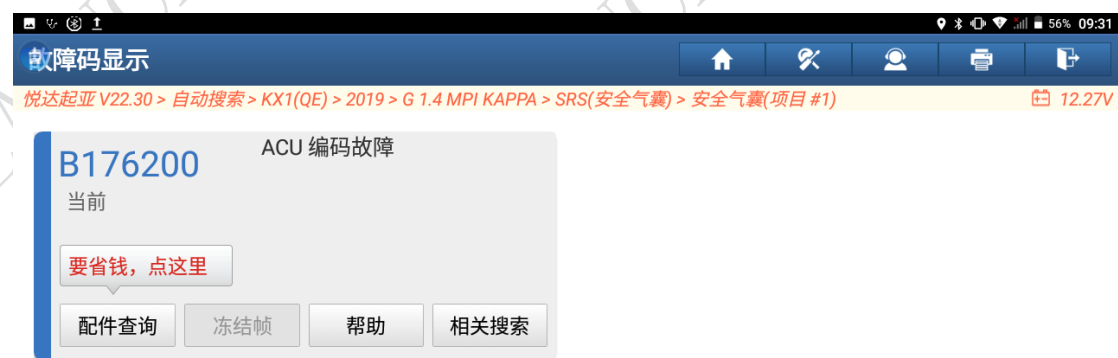 56% 09:31
故障码显示
悦达起亚 V22.30 > 自动搜索 > KX1(QE) > 2019 > G 1.4 MPI KAPPA > SRS(安全气囊) > 安全气囊(项目 #1) 12.27V
B176200 ACU 编码故障
当前
要省钱，点这里
配件查询 冻结帧 帮助 相关搜索